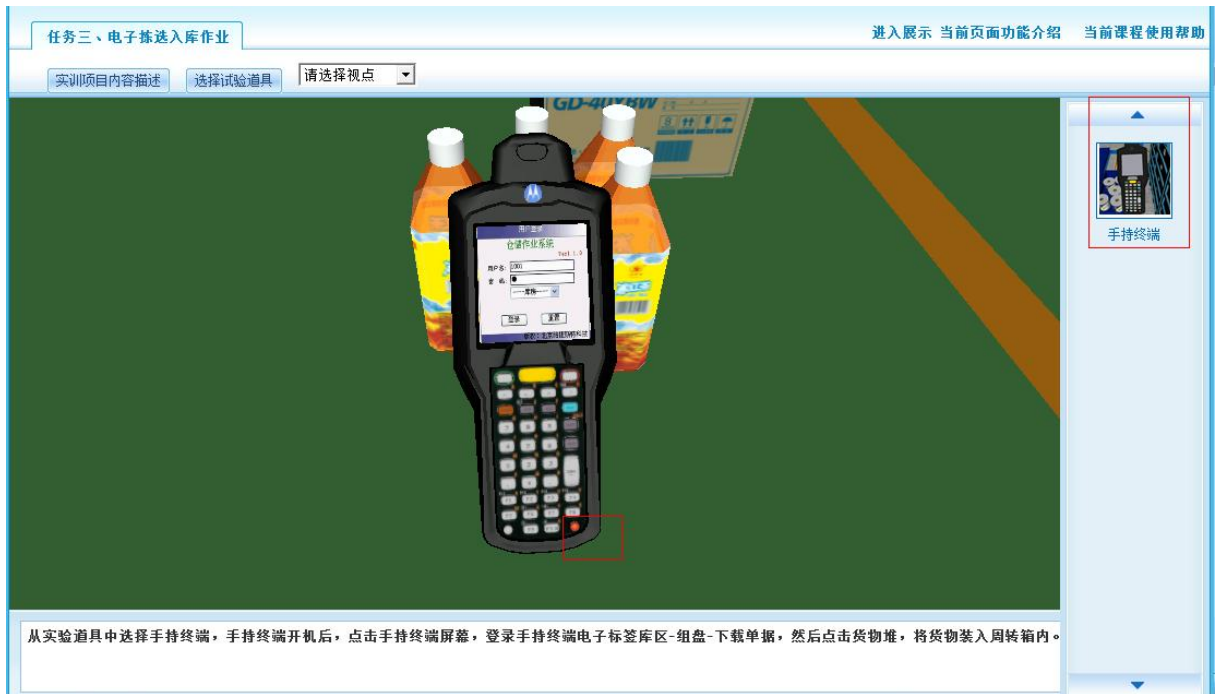 任务三、电子拣选入库作业
进入展示 当前页面功能介绍 当前课程使用帮助
实训项目内容描述
选择试验道具
请选择视点
GD-40YBW
用户登录
仓储作业系统
Ver1.1.0
用户名: 1001
密 码:
----库房----
登录
重置
手持终端
从实验道具中选择手持终端，手持终端开机后，点击手持终端屏幕，登录手持终端电子标签库区-组盘-下载单据，然后点击货物堆，将货物装入周转箱内。